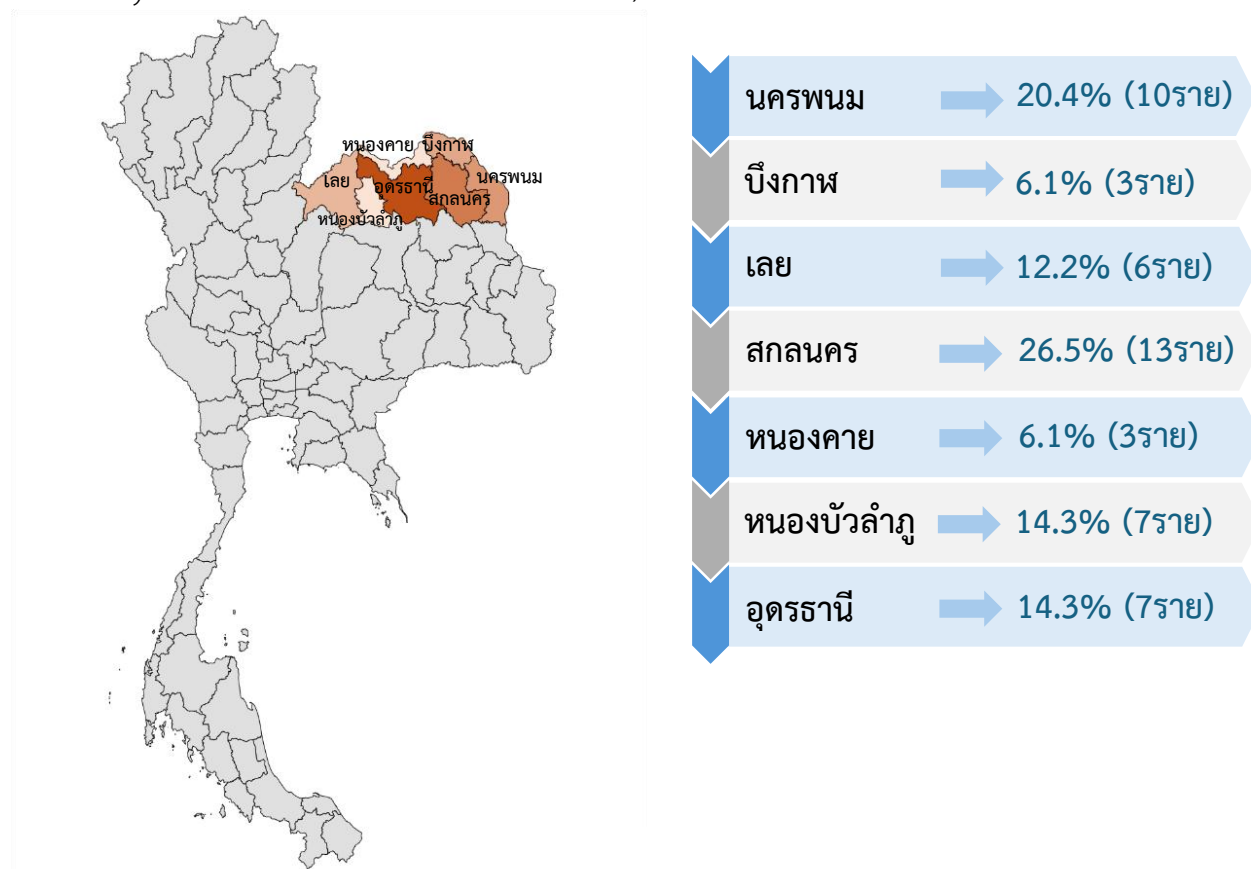 หนองคาย บึงกาฬ
เลย อุดรธานี นครพนม
สกลนคร
หนองบัวลำภู
นครพนม 20.4% (10ราย)
บึงกาฬ 6.1% (3ราย)
เลย 12.2% (6ราย)
สกลนคร 26.5% (13ราย)
หนองคาย 6.1% (3ราย)
หนองบัวลำภู 14.3% (7ราย)
อุดรธานี 14.3% (7ราย)